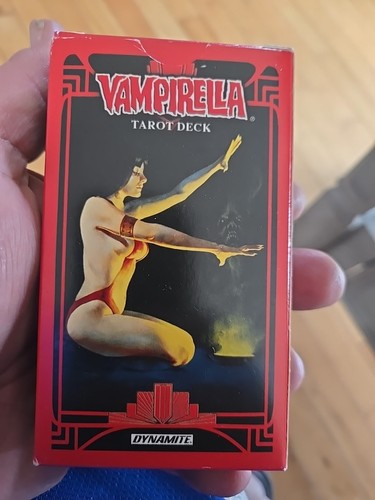 VAMPIRELLA®
TAROT DECK
DYNAMITE.